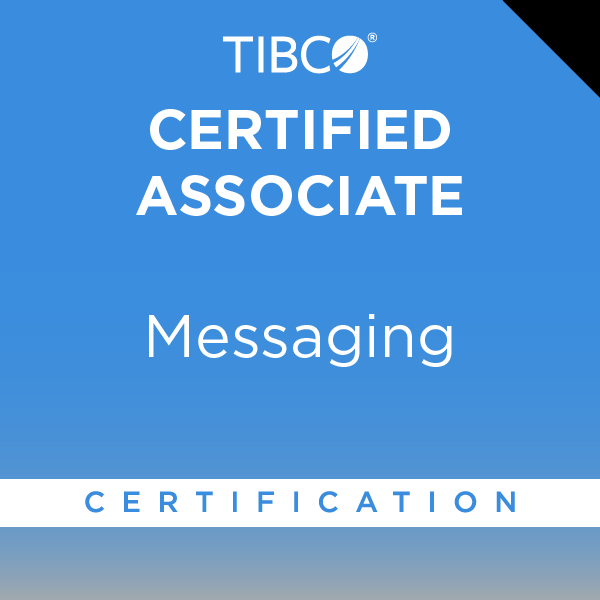 TIBCO®
CERTIFIED
ASSOCIATE
Messaging
CERTIFICATION